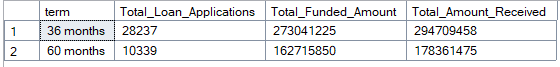 term Total_Loan_Applications Total_Funded_Amount Total_Amount_Received
1 36 months 28237 273041225 294709458
2 60 months 10339 162715850 178361475